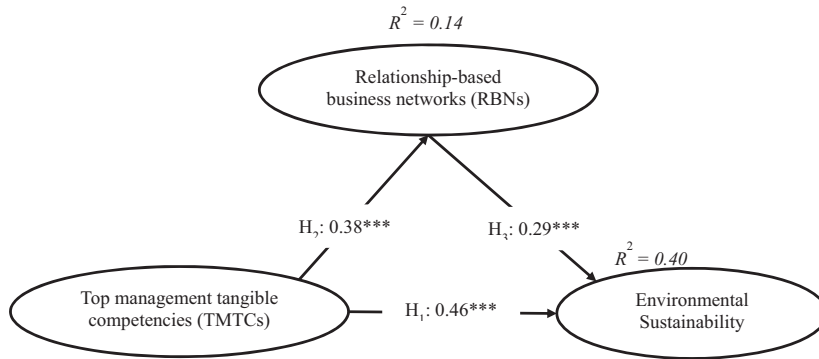 R² = 0.14
Relationship-based
business networks (RBNs)
H₂: 0.38***
H₃: 0.29***
R² = 0.40
Top management tangible
competencies (TMTCs)
H₁: 0.46***
Environmental
Sustainability